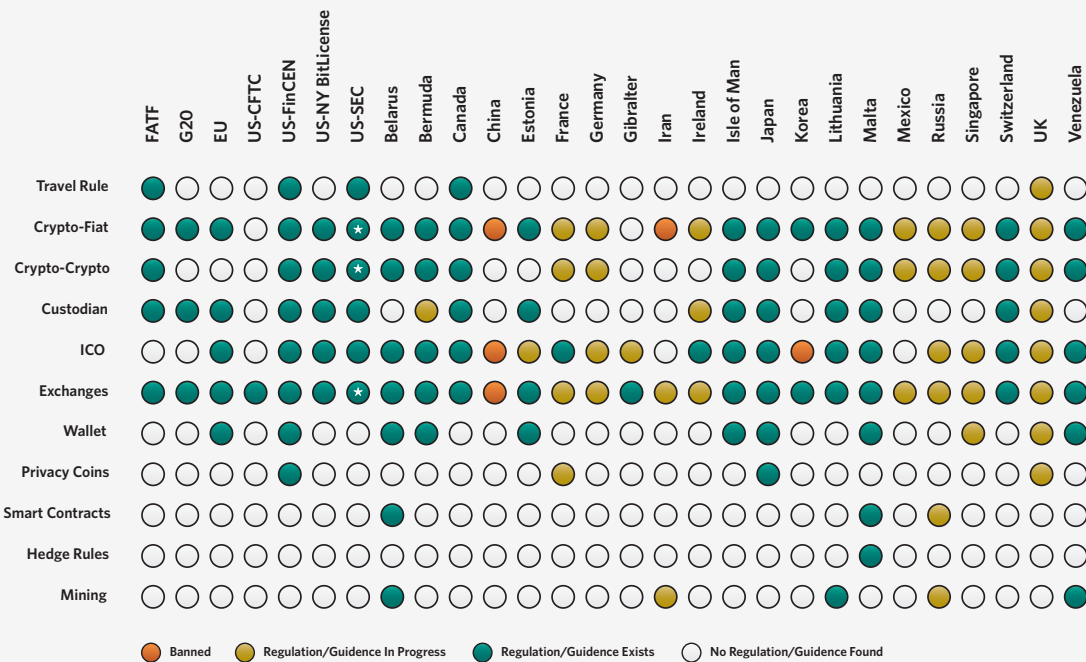 FATF
G20
EU
US-CFTC
US-FinCEN
US-NY BitLicense
US-SEC
Belarus
Bermuda
Canada
China
Estonia
France
Germany
Gibralter
Iran
Ireland
Isle of Man
Japan
Korea
Lithuania
Malta
Mexico
Russia
Singapore
Switzerland
UK
Venezuela
Travel Rule
Crypto-Fiat
Crypto-Crypto
Custodian
ICO
Exchanges
Wallet
Privacy Coins
Smart Contracts
Hedge Rules
Mining
Banned
Regulation/Guidance In Progress
Regulation/Guidance Exists
No Regulation/Guidance Found